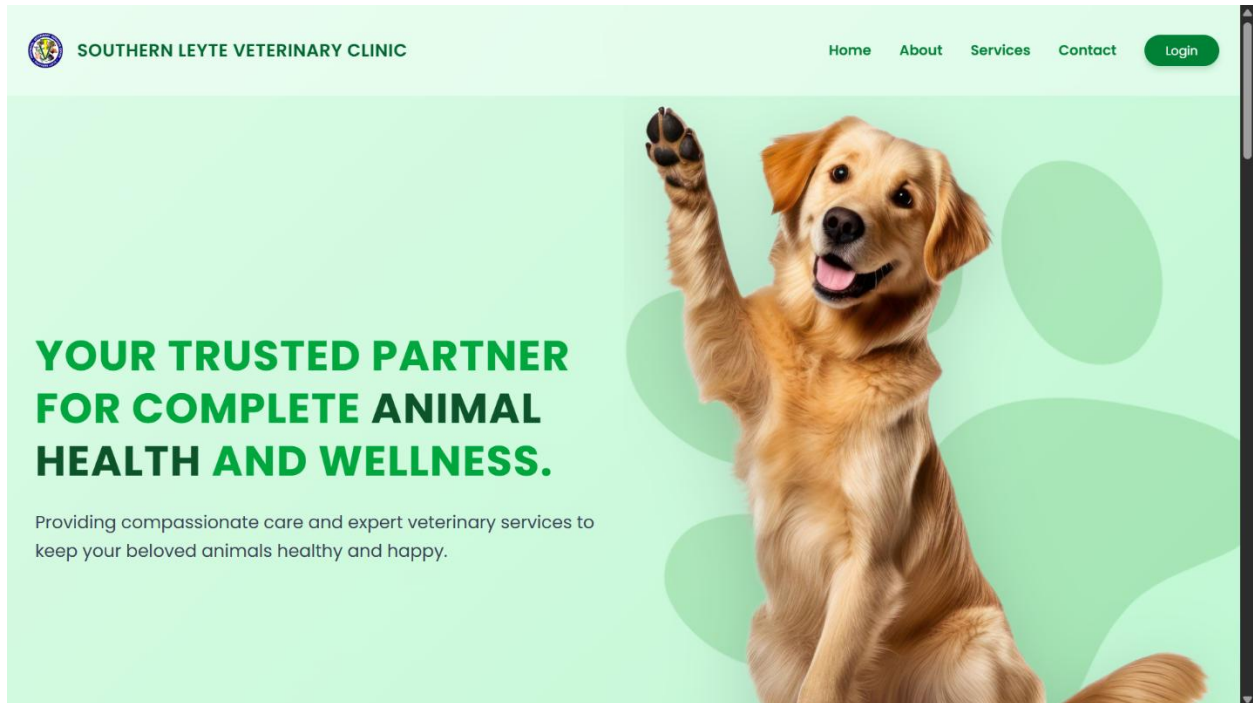 SOUTHERN LEYTE VETERINARY CLINIC
Home
About
Services
Contact
Login
YOUR TRUSTED PARTNER
FOR COMPLETE ANIMAL
HEALTH AND WELLNESS.
Providing compassionate care and expert veterinary services to
keep your beloved animals healthy and happy.